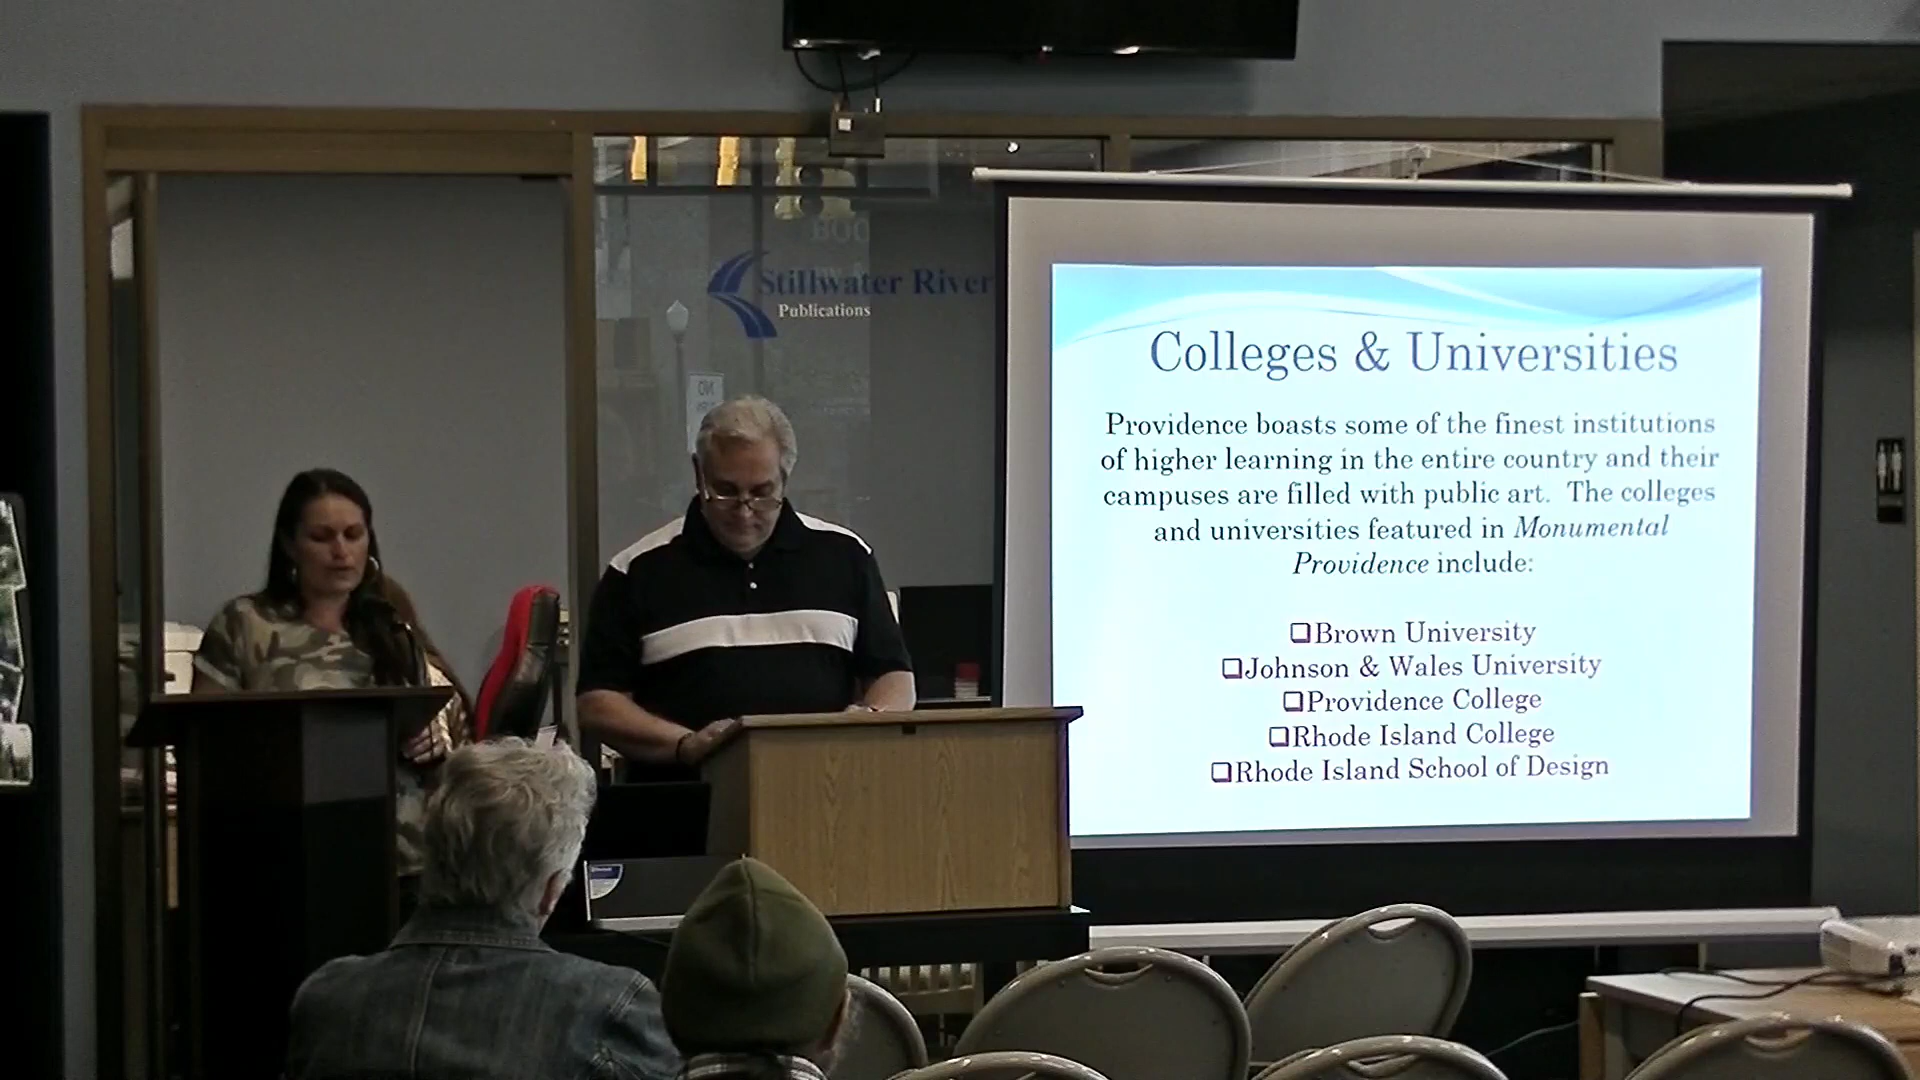 Stillwater River
Publications
Colleges & Universities
Providence boasts some of the finest institutions
of higher learning in the entire country and their
campuses are filled with public art. The colleges
and universities featured in Monumental
Providence include:
❑Brown University
❑Johnson & Wales University
❑Providence College
❑Rhode Island College
❑Rhode Island School of Design